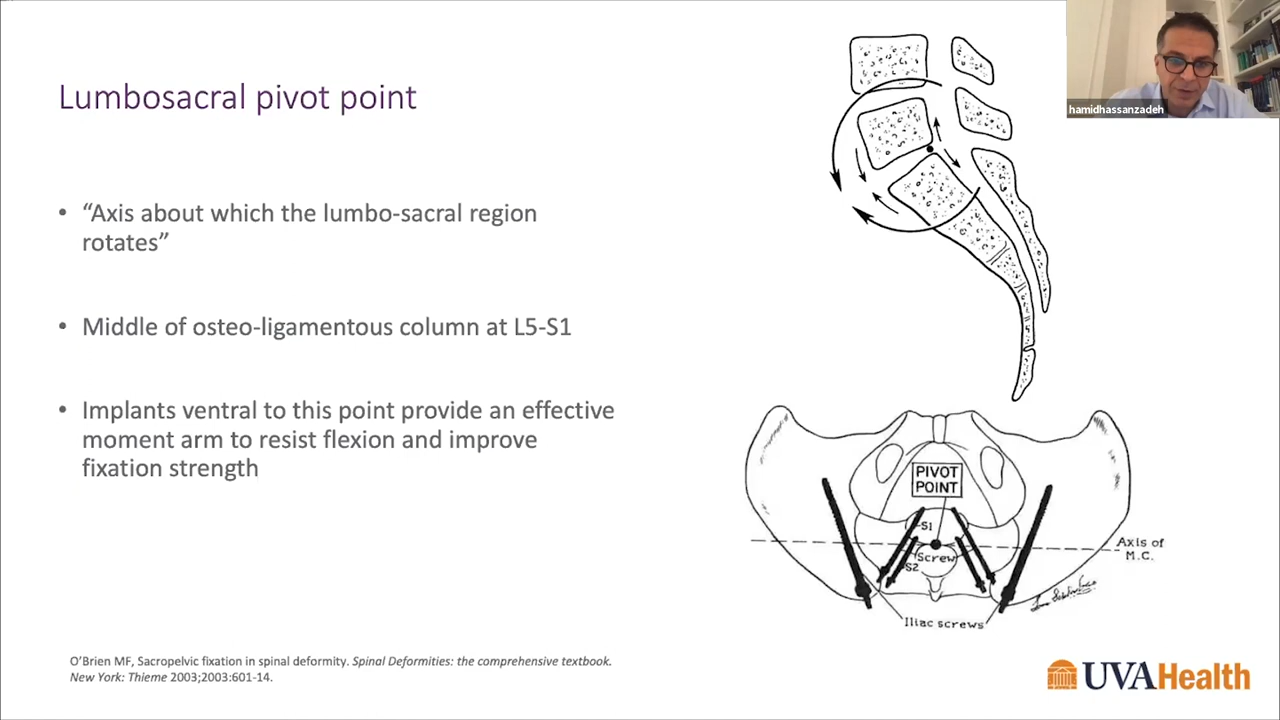 hamidhassanzadeh
Lumbosacral pivot point
• “Axis about which the lumbo-sacral region
rotates”
• Middle of osteo-ligamentous column at L5-S1
• Implants ventral to this point provide an effective
moment arm to resist flexion and improve
fixation strength
PIVOT
POINT
S1
Screw
S2
Axis of
M.C.
Iliac screws
O’Brien MF, Sacropelvic fixation in spinal deformity. Spinal Deformities: the comprehensive textbook.
New York: Thieme 2003;2003:601-14.
UVAHealth